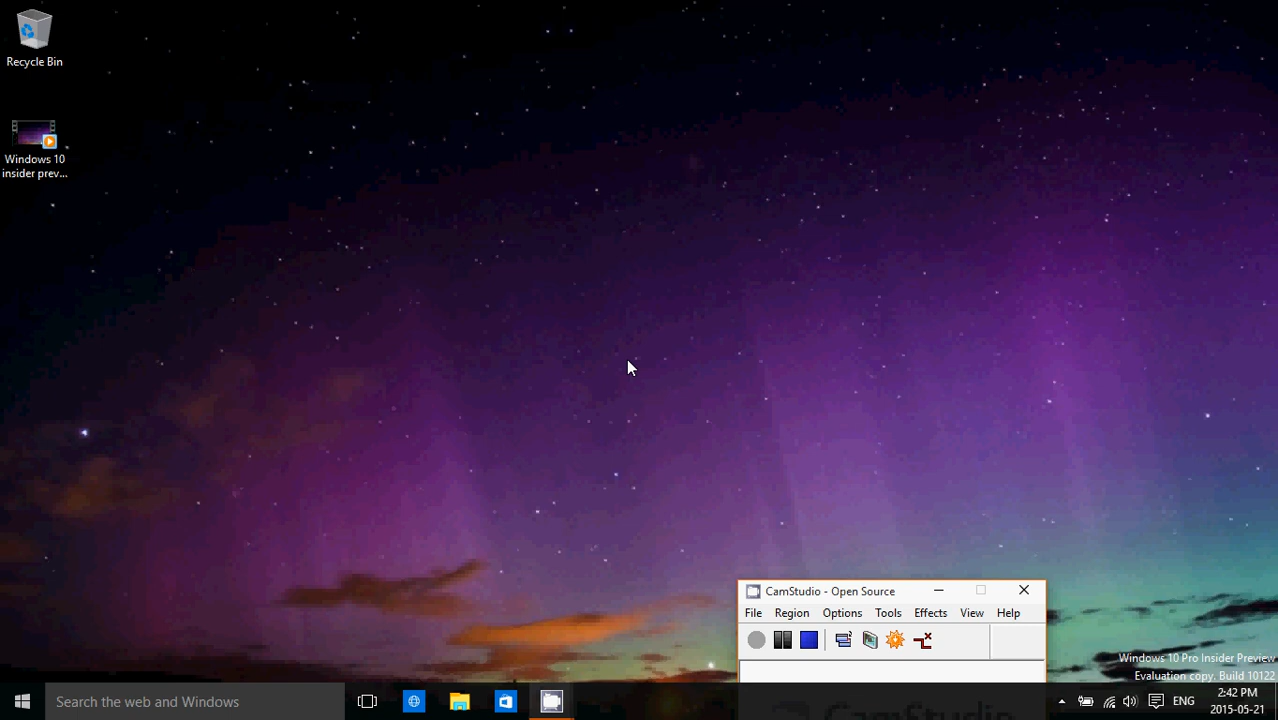 Recycle Bin
Windows 10
insider prev...
CamStudio - Open Source
File Region Options Tools Effects View Help
CamStudio
Windows 10 Pro Insider Preview
Evaluation copy. Build 10122
Search the web and Windows
ENG
2:42 PM
2015-05-21